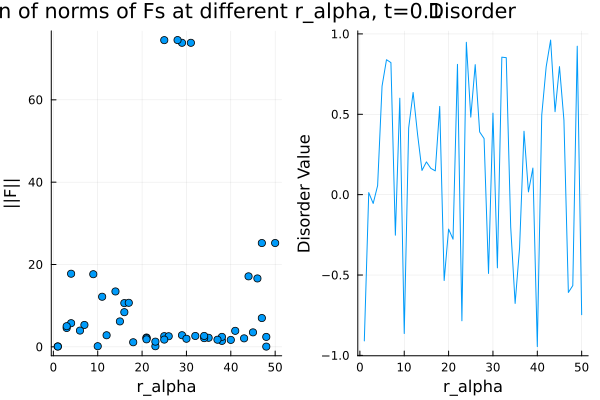 n of norms of Fs at different r_alpha, t=0.1
Disorder
||F||
60
40
20
0
0 10 20 30 40 50
r_alpha
Disorder Value
1.0
0.5
0.0
−0.5
−1.0
0 10 20 30 40 50
r_alpha